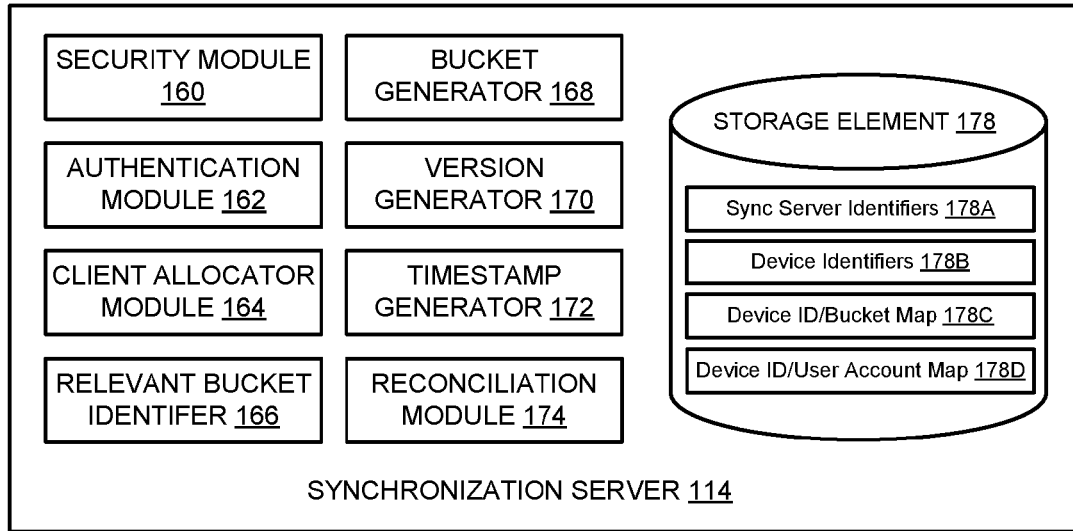 SECURITY MODULE
160
BUCKET
GENERATOR 168
AUTHENTICATION
MODULE 162
VERSION
GENERATOR 170
CLIENT ALLOCATOR
MODULE 164
TIMESTAMP
GENERATOR 172
RELEVANT BUCKET
IDENTIFER 166
RECONCILIATION
MODULE 174
STORAGE ELEMENT 178
Sync Server Identifiers 178A
Device Identifiers 178B
Device ID/Bucket Map 178C
Device ID/User Account Map 178D
SYNCHRONIZATION SERVER 114